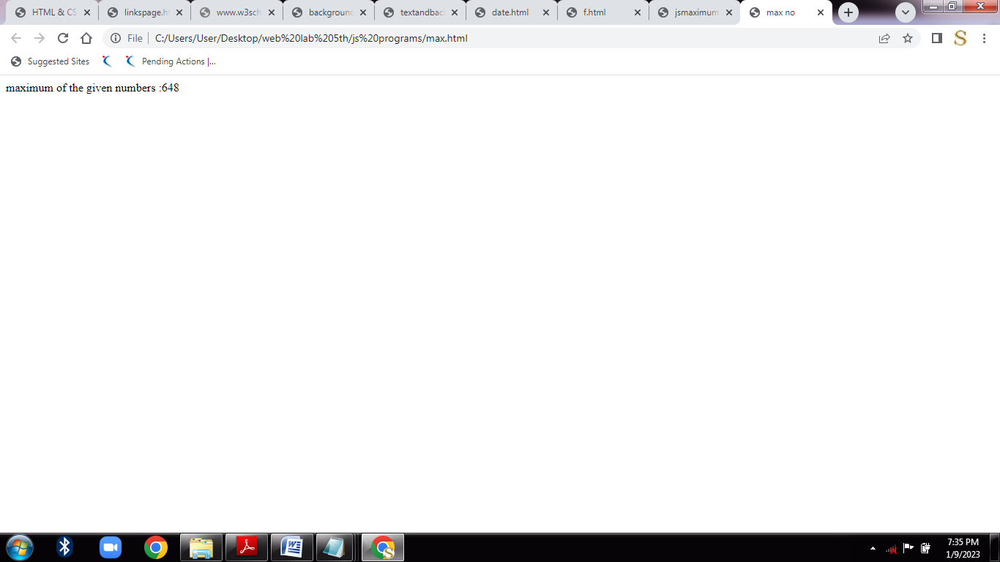 HTML & CS
linkspage.h
www.w3sch
background
textandbac
date.html
f.html
jsmaximum
max no
File
C:/Users/User/Desktop/web%20lab%205th/js%20programs/max.html
S
Suggested Sites
Pending Actions |...
maximum of the given numbers :648
7:35 PM
1/9/2023